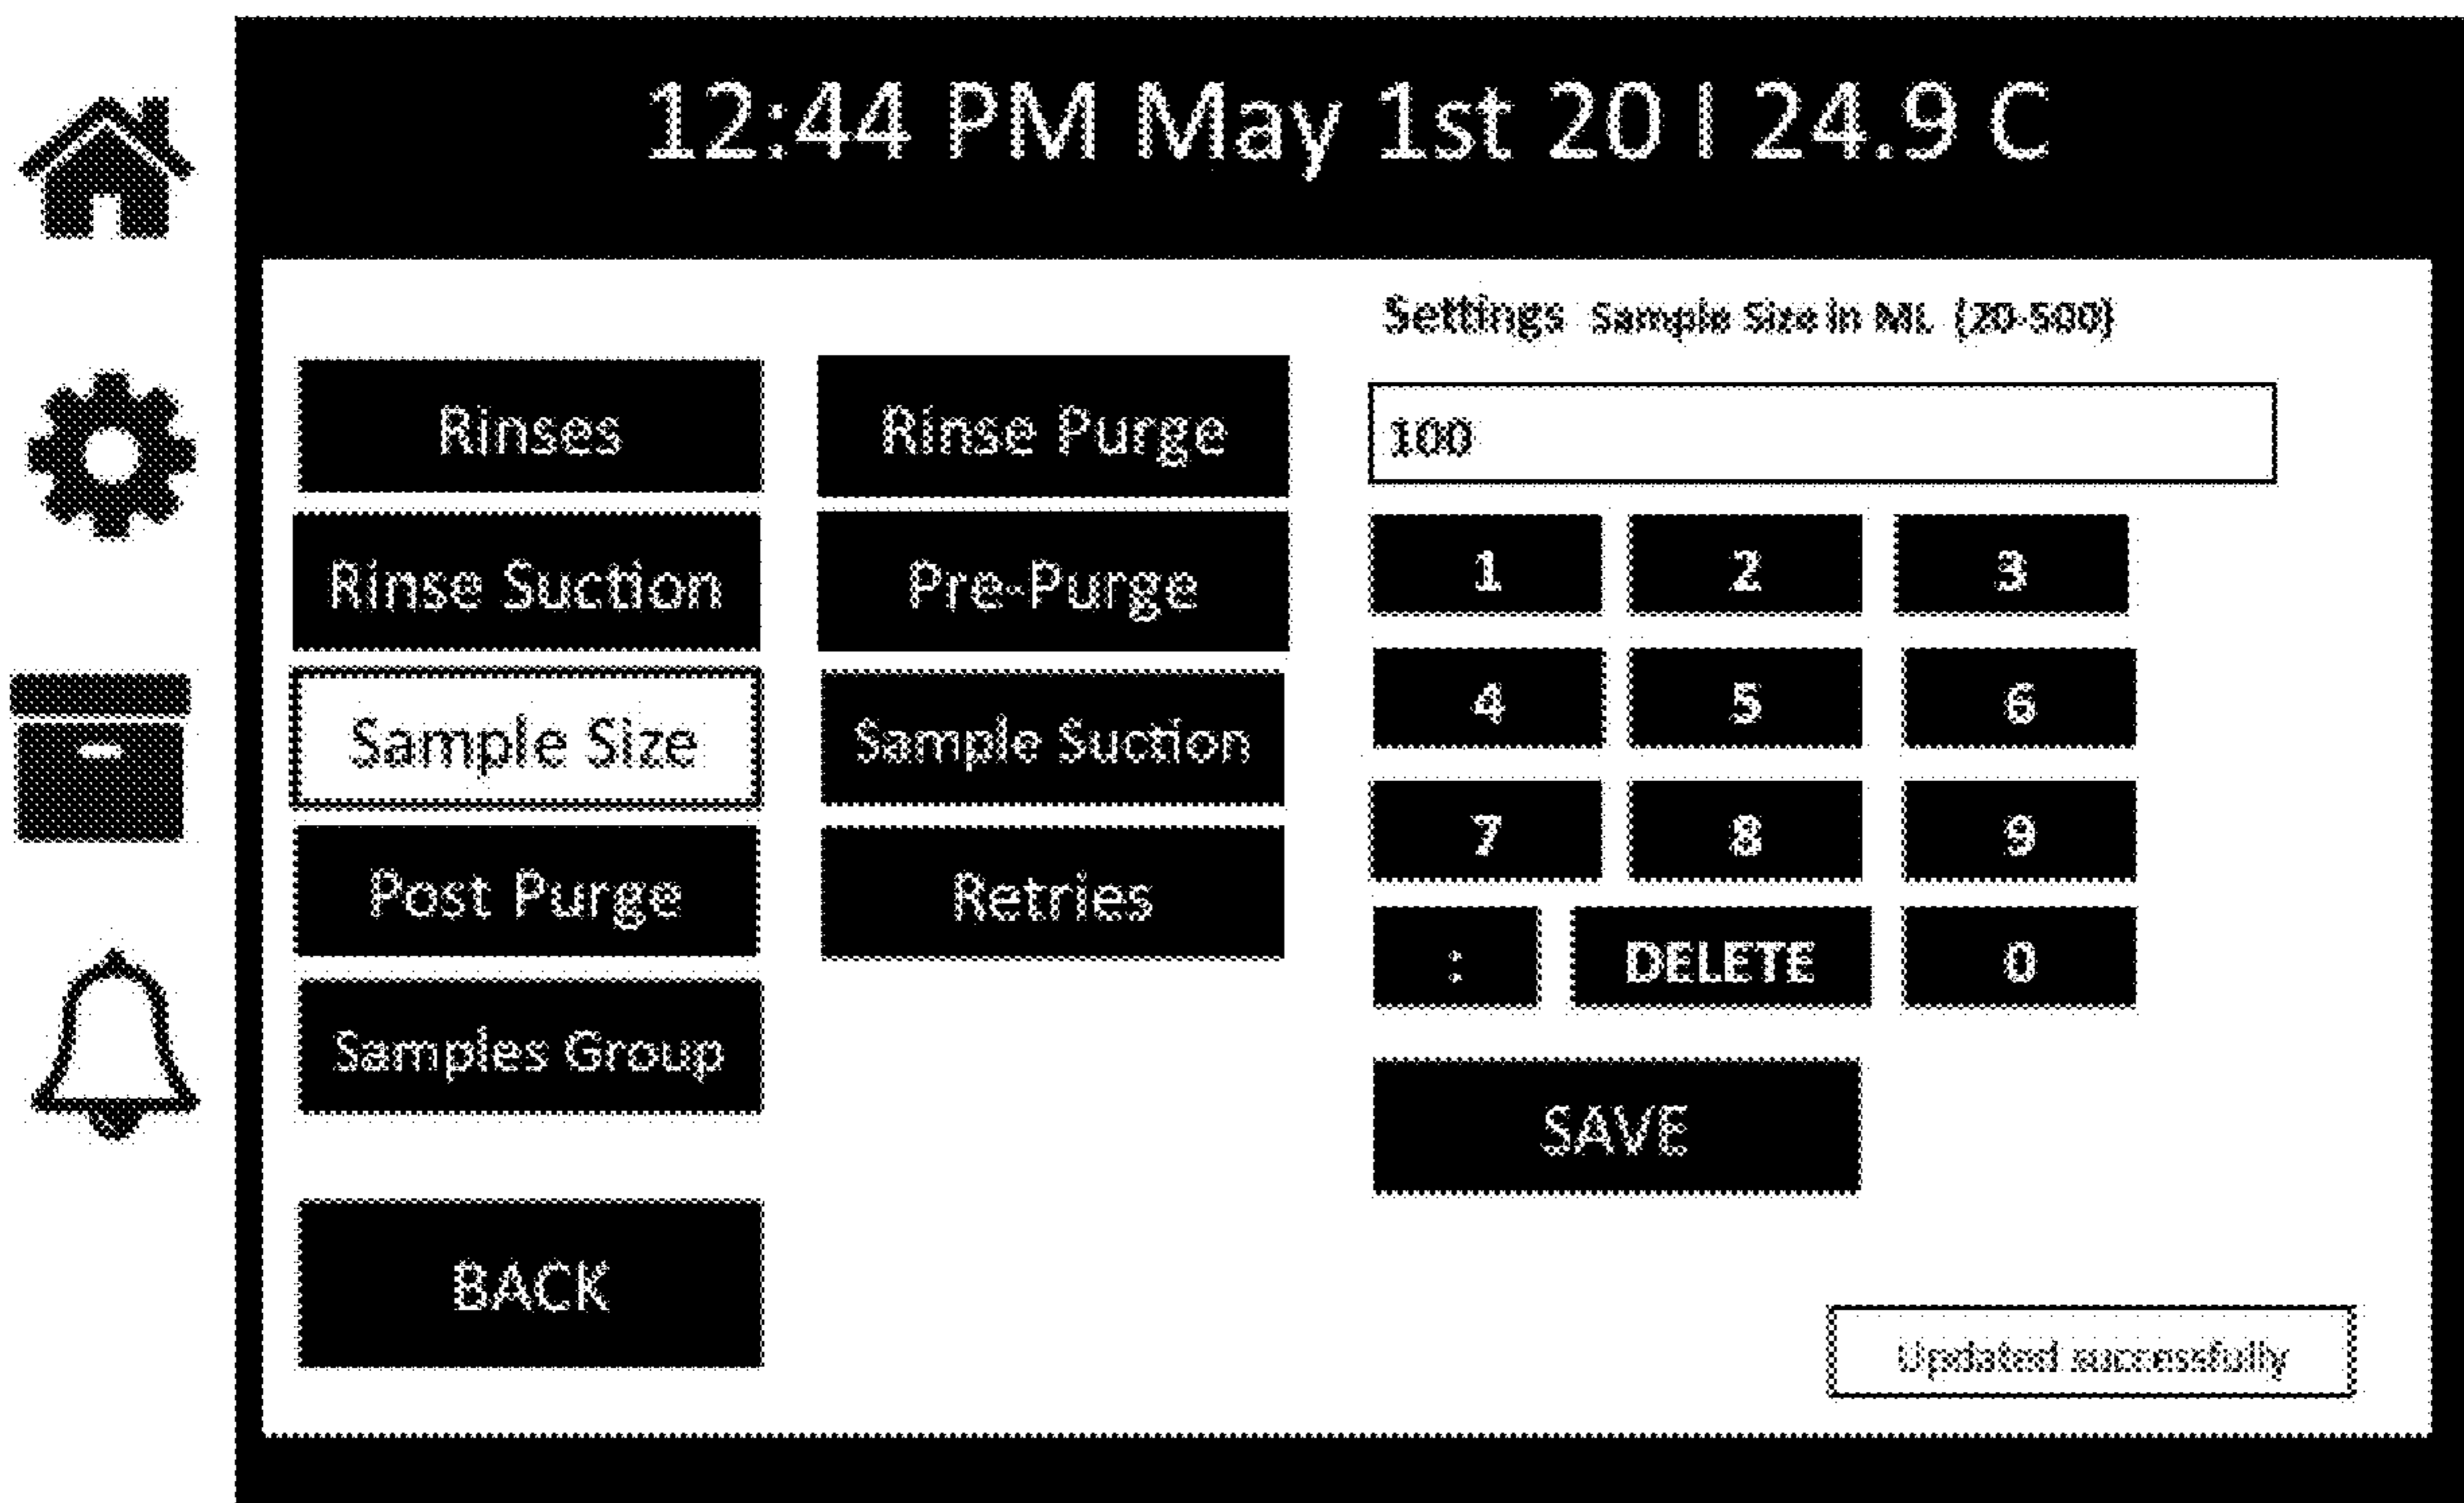 12:44 PM May 1st 20 | 24.9 C
Settings Sample Size in ML (20-500)
Rinses
Rinse Purge
100
Rinse Suction
Pre-Purge
1 2 3
Sample Size
Sample Suction
4 5 6
Post Purge
Retries
7 8 9
: DELETE 0
Samples Group
SAVE
BACK
Updated successfully